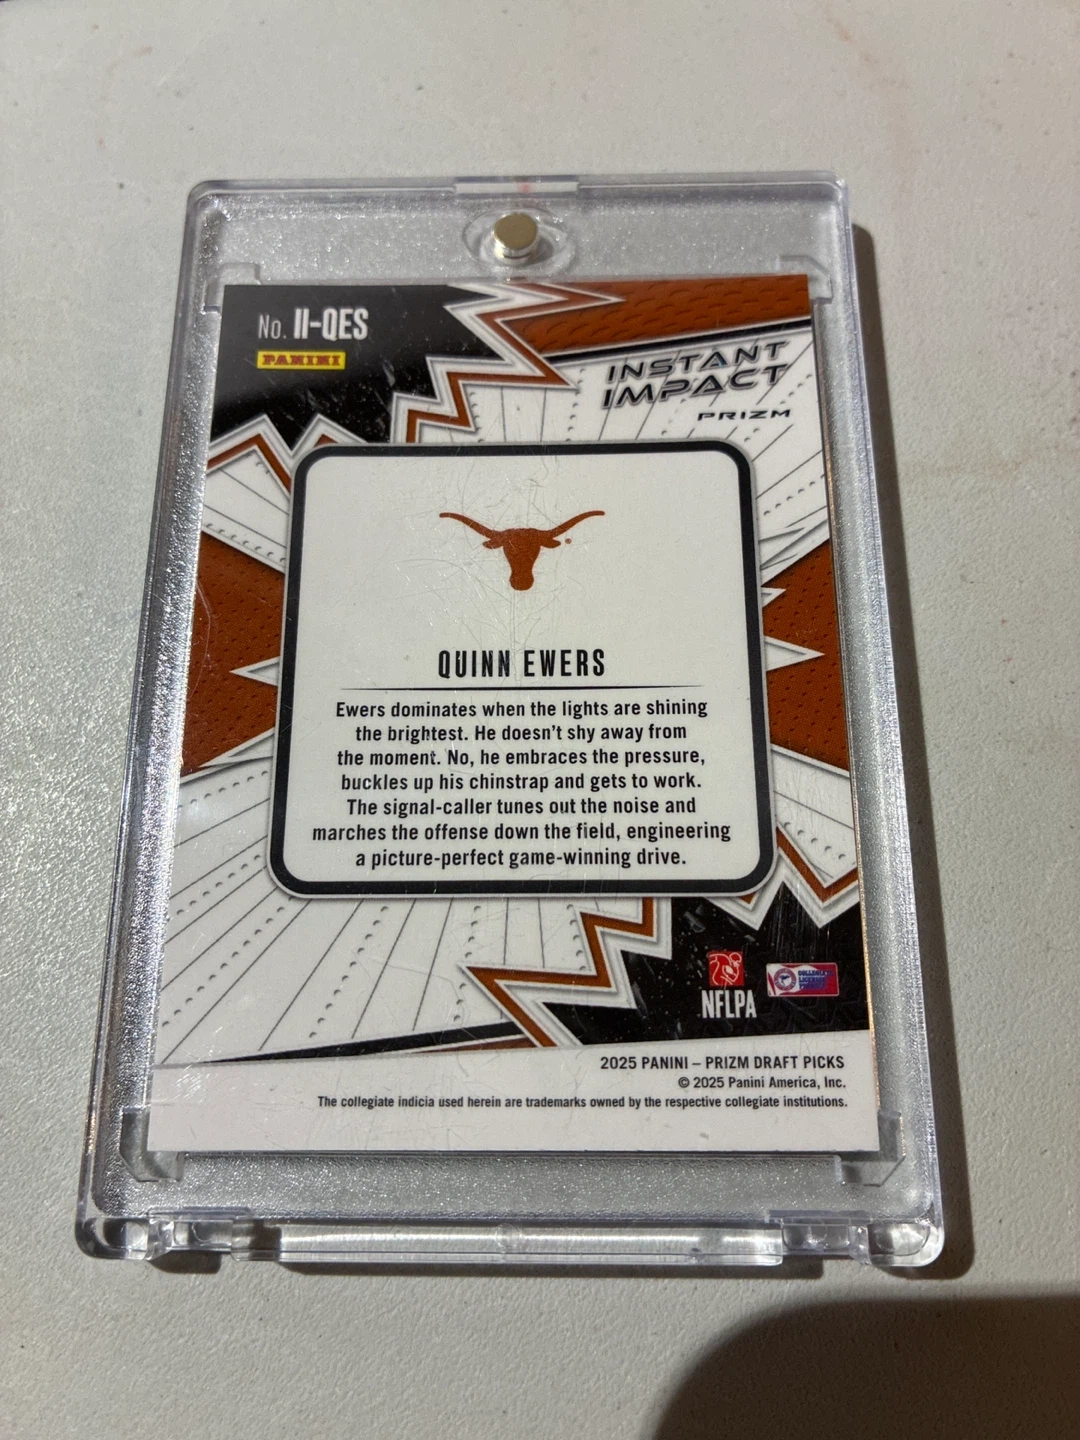 No. II-QES
PANINI
INSTANT
IMPACT
PRIZM
QUINN EWERS
Ewers dominates when the lights are shining
the brightest. He doesn't shy away from
the moment. No, he embraces the pressure,
buckles up his chinstrap and gets to work.
The signal-caller tunes out the noise and
marches the offense down the field, engineering
a picture-perfect game-winning drive.
NFLPA
2025 PANINI – PRIZM DRAFT PICKS
© 2025 Panini America, Inc.
The collegiate indicia used herein are trademarks owned by the respective collegiate institutions.